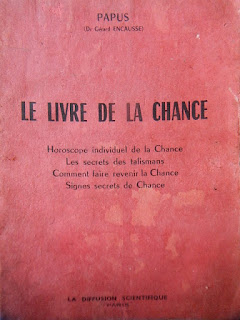 PAPUS
(Dr Gérard ENCAUSSE)
LE LIVRE DE LA CHANCE
Horoscope individuel de la Chance
Les secrets des talismans
Comment faire revenir la Chance
Signes secrets de Chance
LA DIFFUSION SCIENTIFIQUE